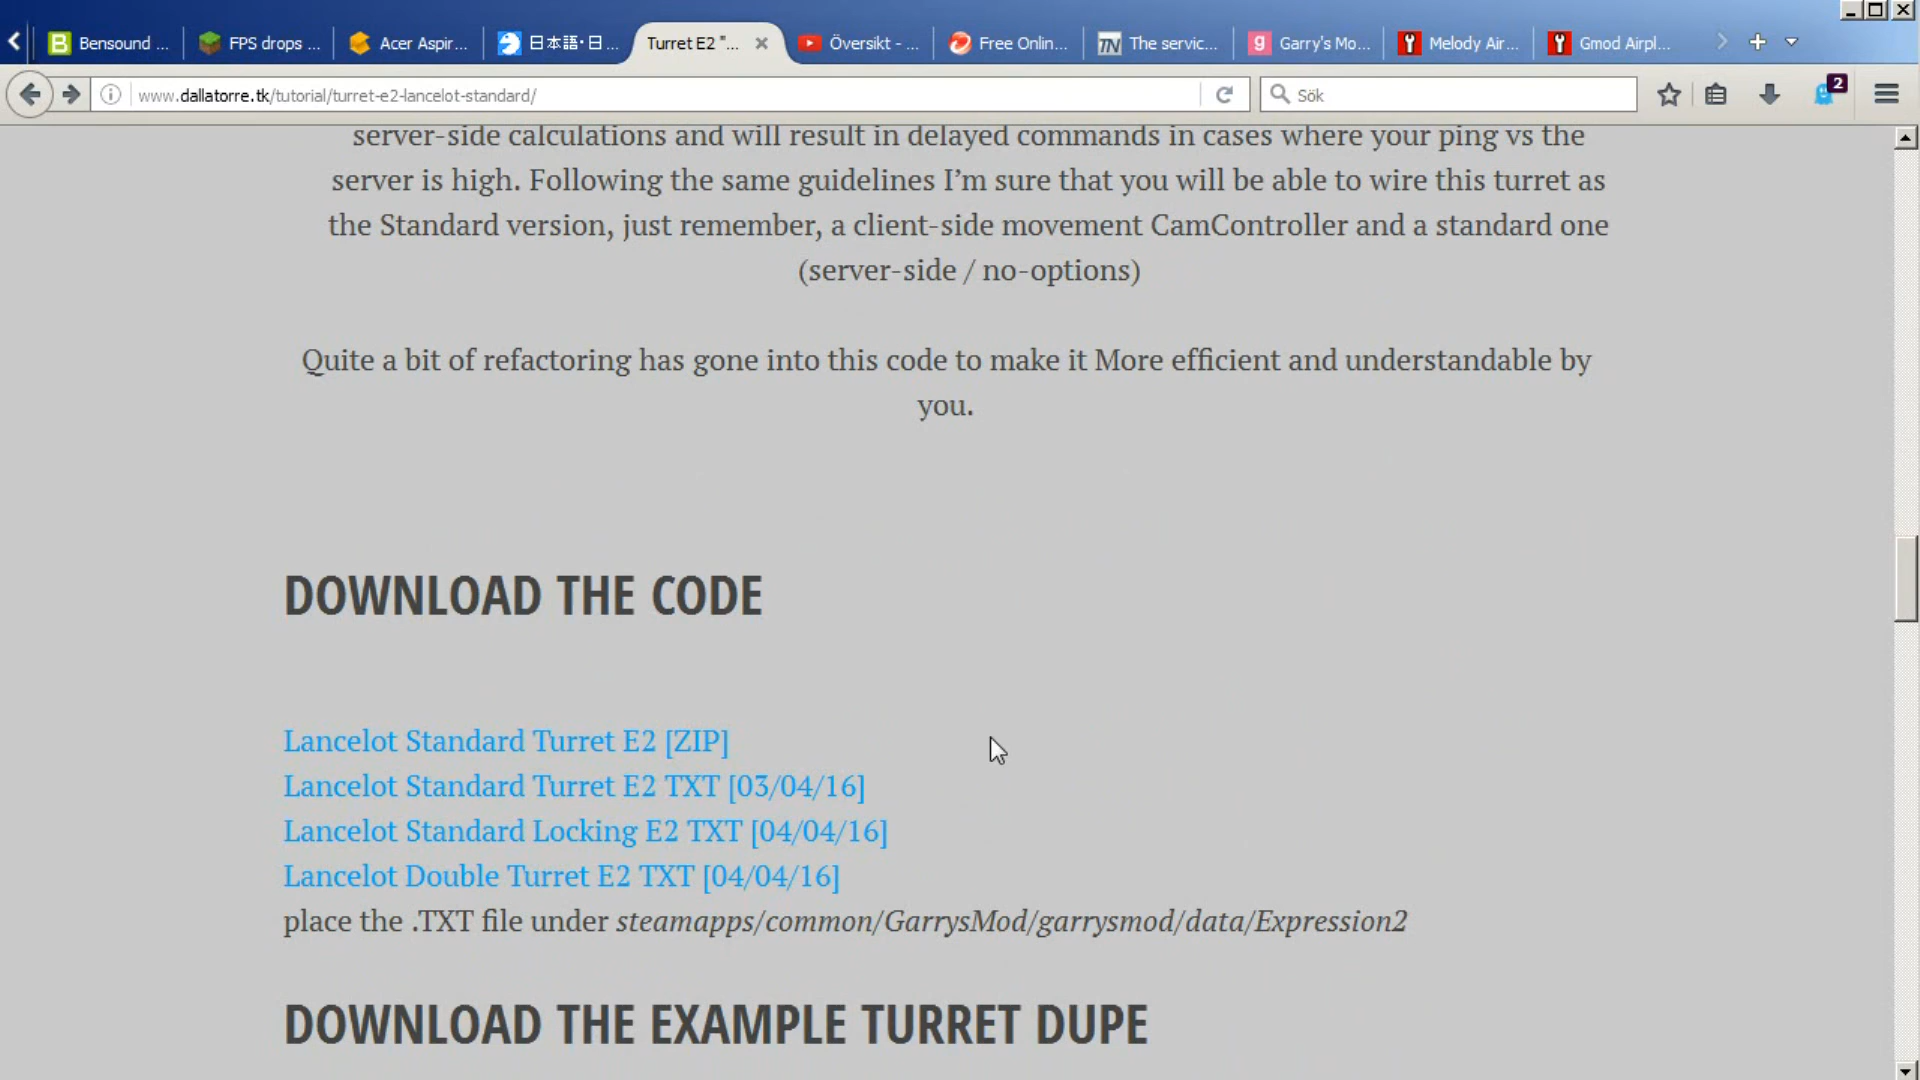 Bensound ...
FPS drops ...
Acer Aspir...
日本語・日...
Turret E2 "...
Översikt - ...
Free Onlin...
TN
The servic...
g
Garry's Mo...
Melody Air...
Gmod Airpl...
www.dallatorre.tk/tutorial/turret-e2-lancelot-standard/
Sök
2
server-side calculations and will result in delayed commands in cases where your ping vs the
server is high. Following the same guidelines I'm sure that you will be able to wire this turret as
the Standard version, just remember, a client-side movement CamController and a standard one
(server-side / no-options)
Quite a bit of refactoring has gone into this code to make it More efficient and understandable by
you.
DOWNLOAD THE CODE
Lancelot Standard Turret E2 [ZIP]
Lancelot Standard Turret E2 TXT [03/04/16]
Lancelot Standard Locking E2 TXT [04/04/16]
Lancelot Double Turret E2 TXT [04/04/16]
place the .TXT file under steamapps/common/GarrysMod/garrysmod/data/Expression2
DOWNLOAD THE EXAMPLE TURRET DUPE